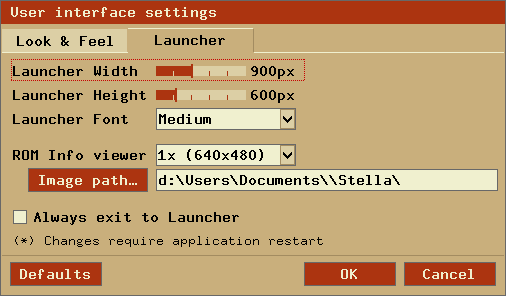 User interface settings
Look & Feel Launcher
Launcher Width 900px
Launcher Height 600px
Launcher Font Medium
ROM Info viewer 1x (640x480)
Image path… d:\Users\Documents\\Stella\
Always exit to Launcher
(*) Changes require application restart
Defaults OK Cancel